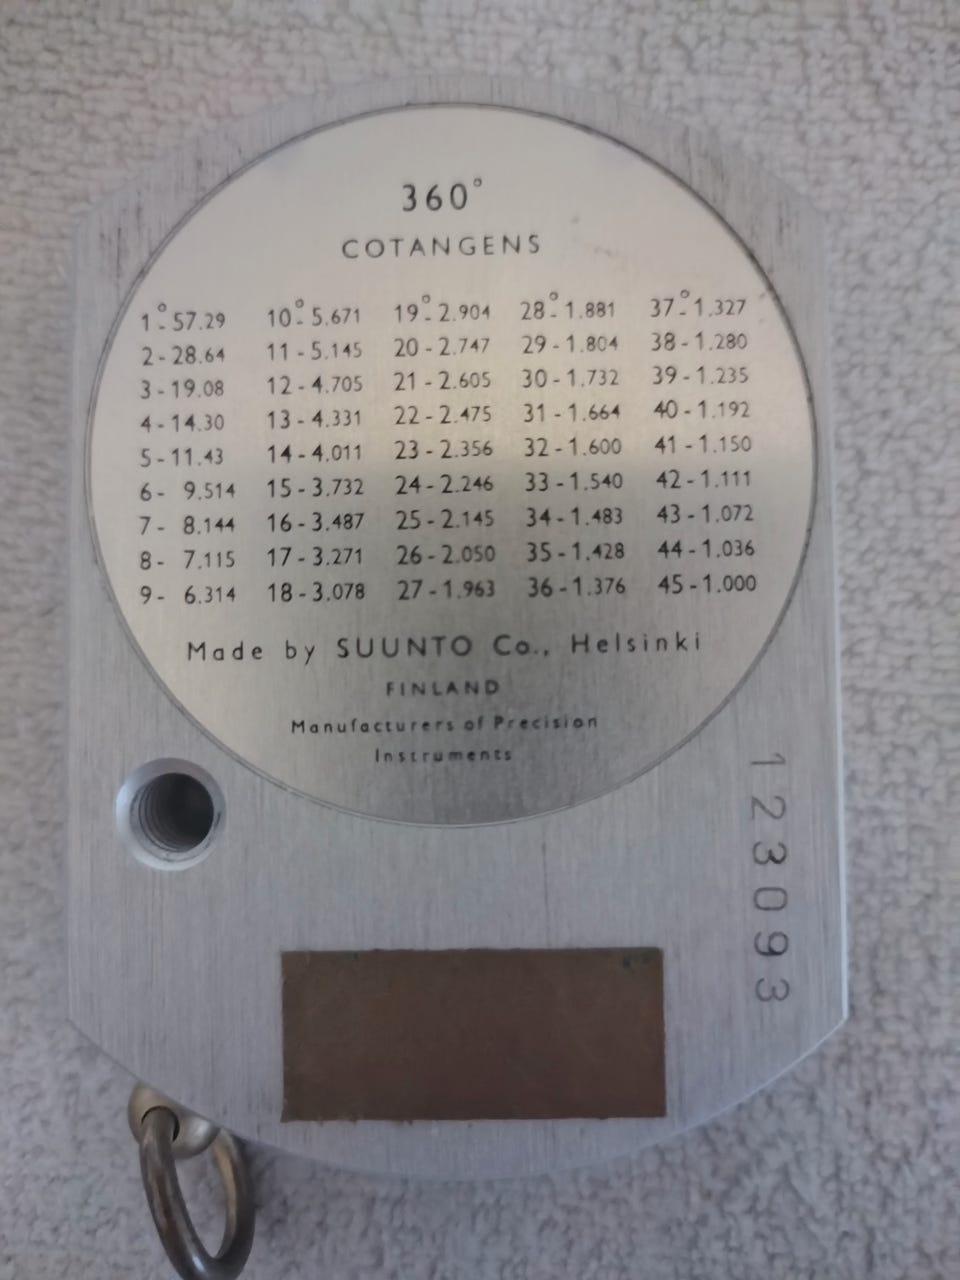 360°
COTANGENS
1°-57.29 10°-5.671 19°-2.904 28°-1.881 37°-1.327
2-28.64 11-5.145 20-2.747 29-1.804 38-1.280
3-19.08 12-4.705 21-2.605 30-1.732 39-1.235
4-14.30 13-4.331 22-2.475 31-1.664 40-1.192
5-11.43 14-4.011 23-2.356 32-1.600 41-1.150
6- 9.514 15-3.732 24-2.246 33-1.540 42-1.111
7- 8.144 16-3.487 25-2.145 34-1.483 43-1.072
8- 7.115 17-3.271 26-2.050 35-1.428 44-1.036
9- 6.314 18-3.078 27-1.963 36-1.376 45-1.000
Made by SUUNTO Co., Helsinki
FINLAND
Manufacturers of Precision
Instruments
123093